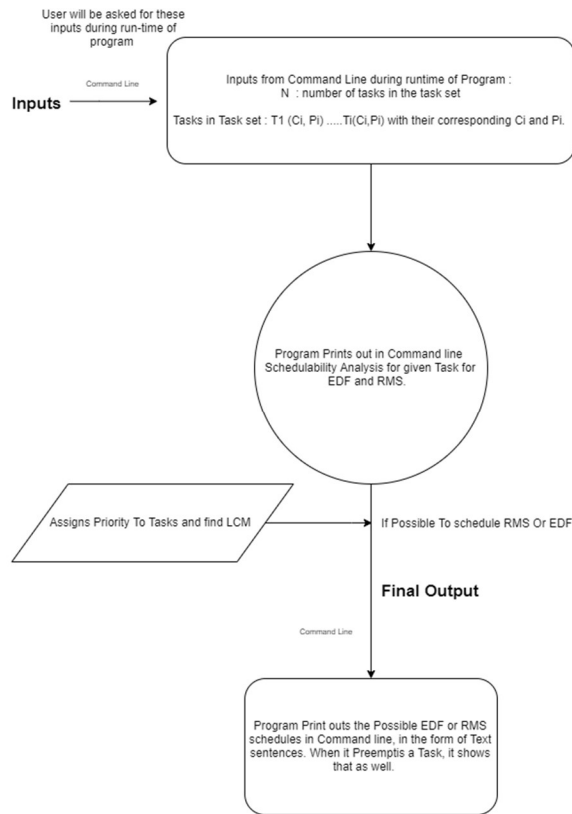 User will be asked for these
inputs during run-time of
program
Command Line
Inputs
Inputs from Command Line during runtime of Program :
N : number of tasks in the task set
Tasks in Task set : T1 (Ci, Pi) .....Ti(Ci,Pi) with their corresponding Ci and Pi.
Program Prints out in Command line
Schedulability Analysis for given Task for
EDF and RMS.
Assigns Priority To Tasks and find LCM
If Possible To schedule RMS Or EDF
Final Output
Command Line
Program Print outs the Possible EDF or RMS
schedules in Command line, in the form of Text
sentences. When it Preemptis a Task, it shows
that as well.